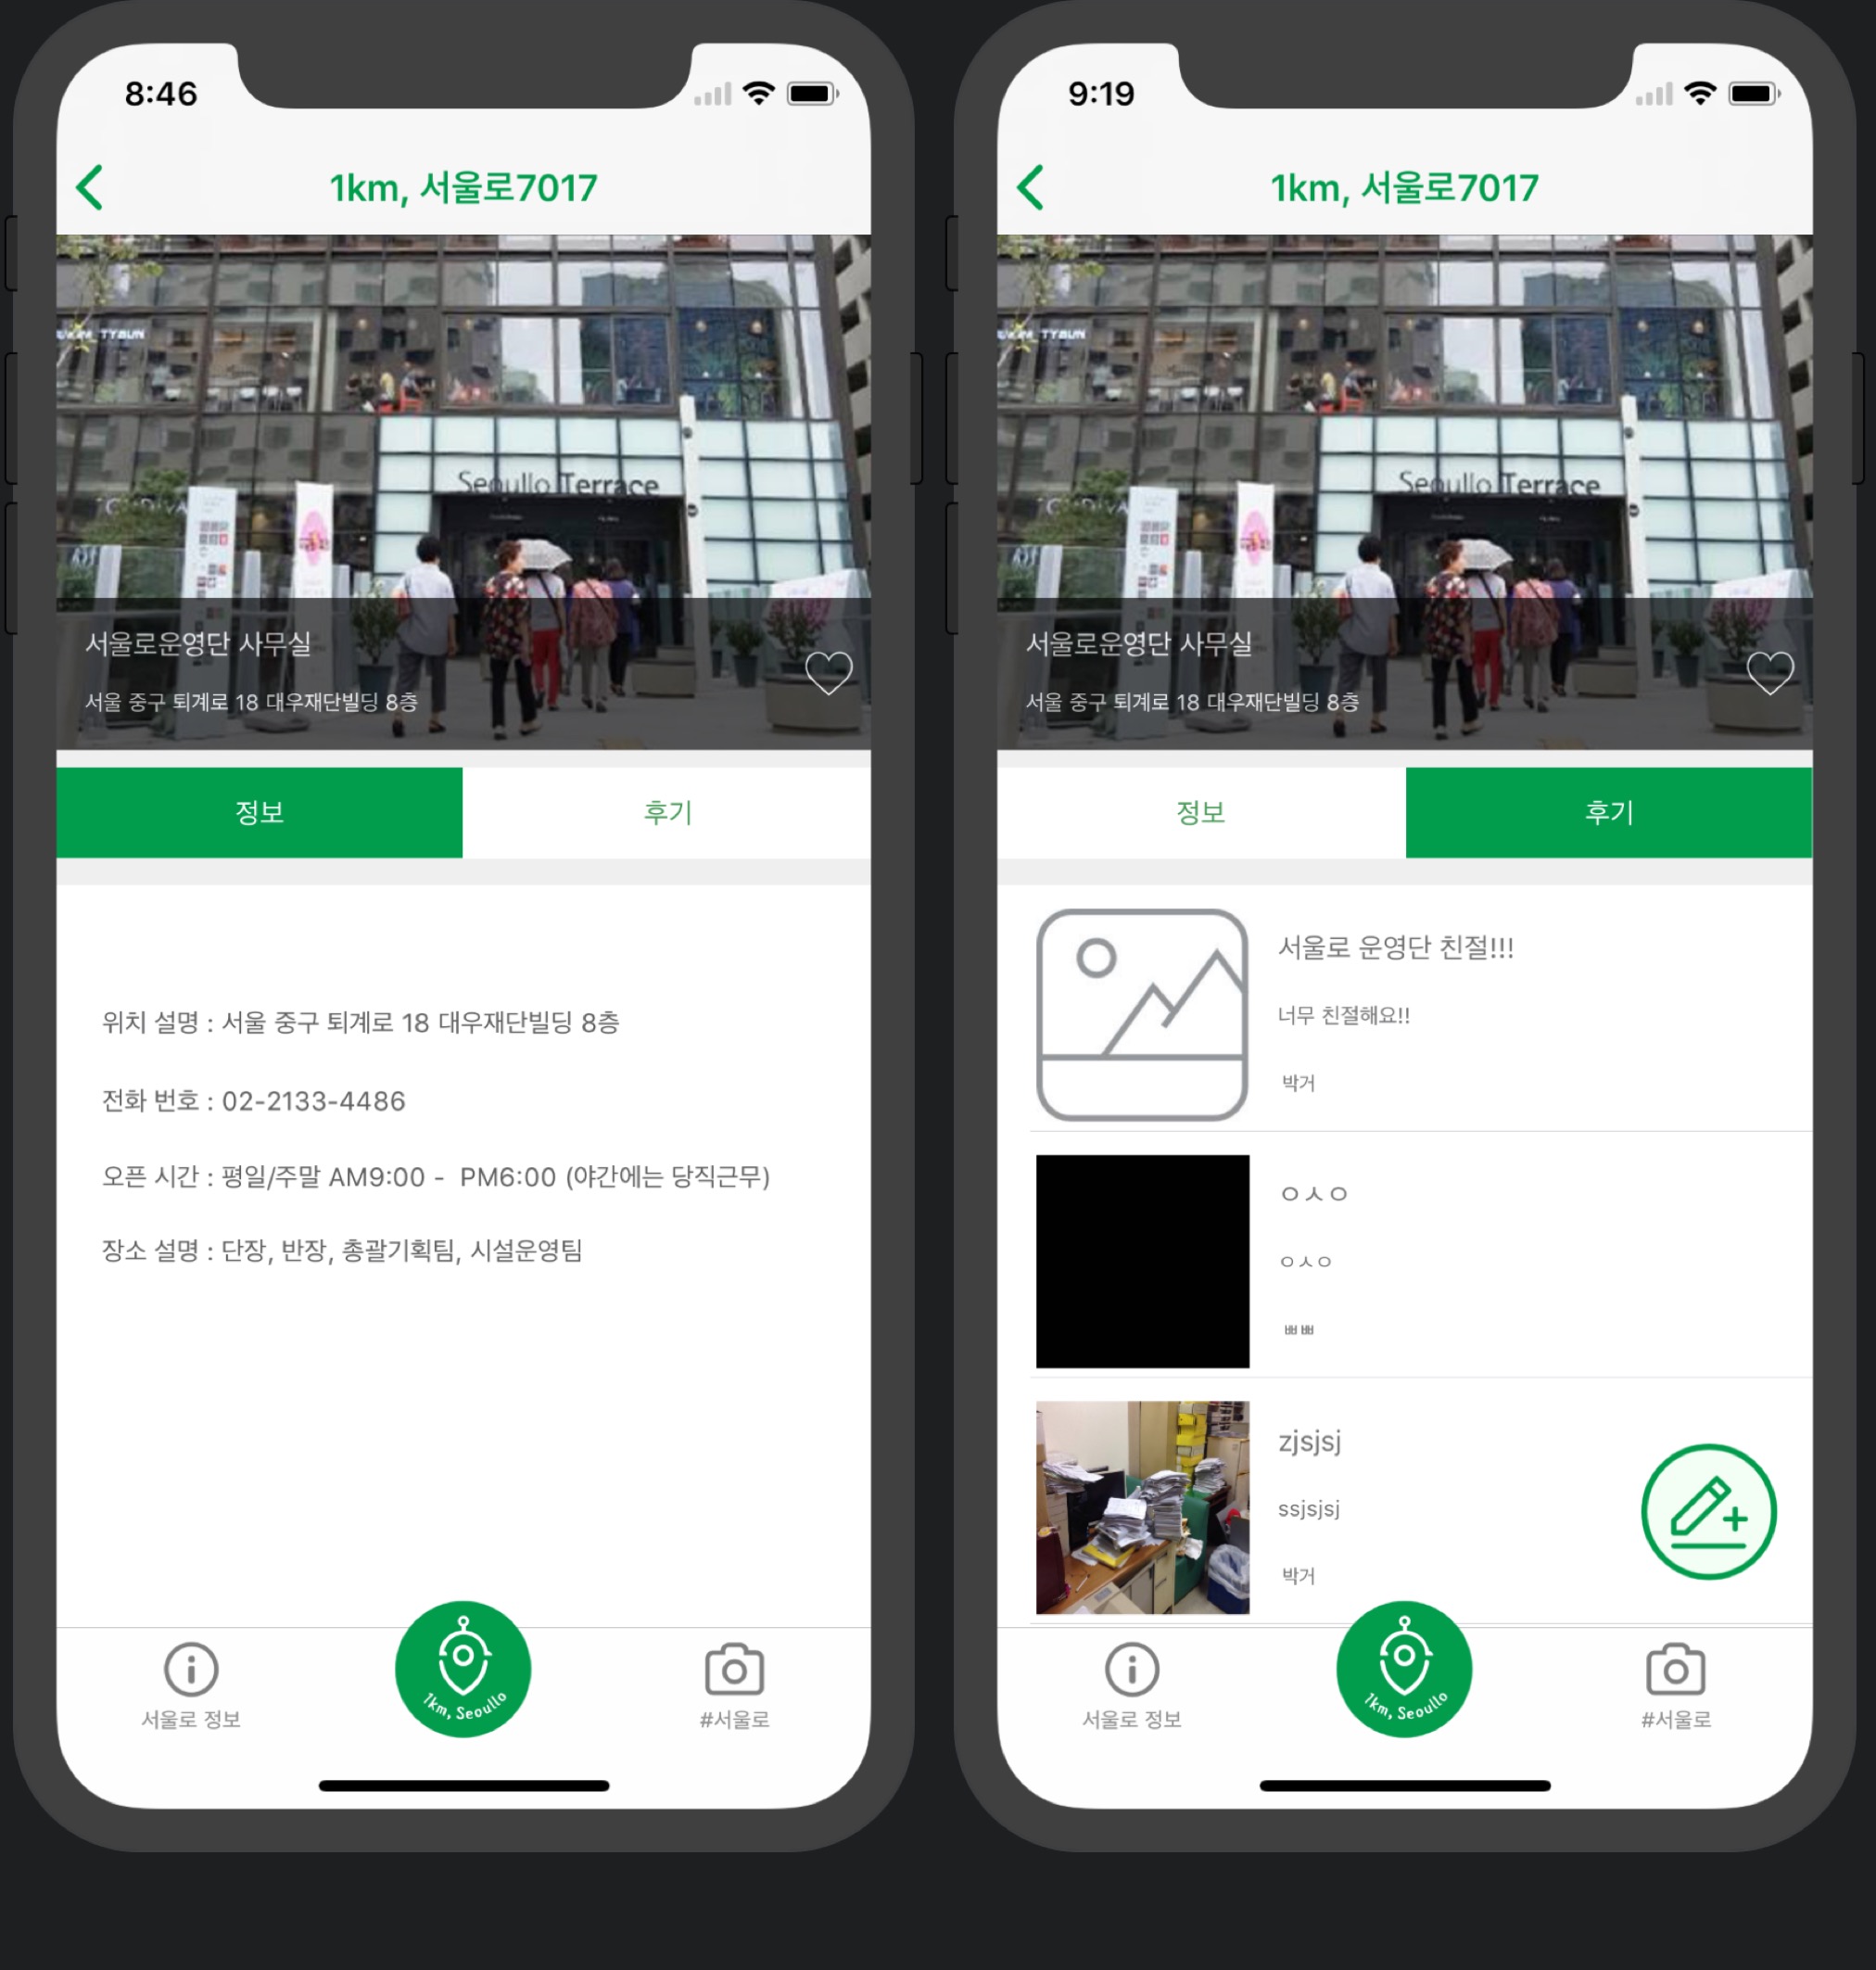 8:46
1km, 서울로7017
TYBUN
Seoullo Terrace
서울로운영단 사무실
서울 중구 퇴계로 18 대우재단빌딩 8층
정보
후기
위치 설명 : 서울 중구 퇴계로 18 대우재단빌딩 8층
전화 번호 : 02-2133-4486
오픈 시간 : 평일/주말 AM9:00 - PM6:00 (야간에는 당직근무)
장소 설명 : 단장, 반장, 총괄기획팀, 시설운영팀
서울로 정보
1km, Seoullo
#서울로
9:19
1km, 서울로7017
TYBUN
Seoullo Terrace
서울로운영단 사무실
서울 중구 퇴계로 18 대우재단빌딩 8층
정보
후기
서울로 운영단 친절!!!
너무 친절해요!!
박거
ㅇㅅㅇ
ㅇㅅㅇ
ㅃㅃ
zjsjsj
ssjsjsj
박거
서울로 정보
1km, Seoullo
#서울로